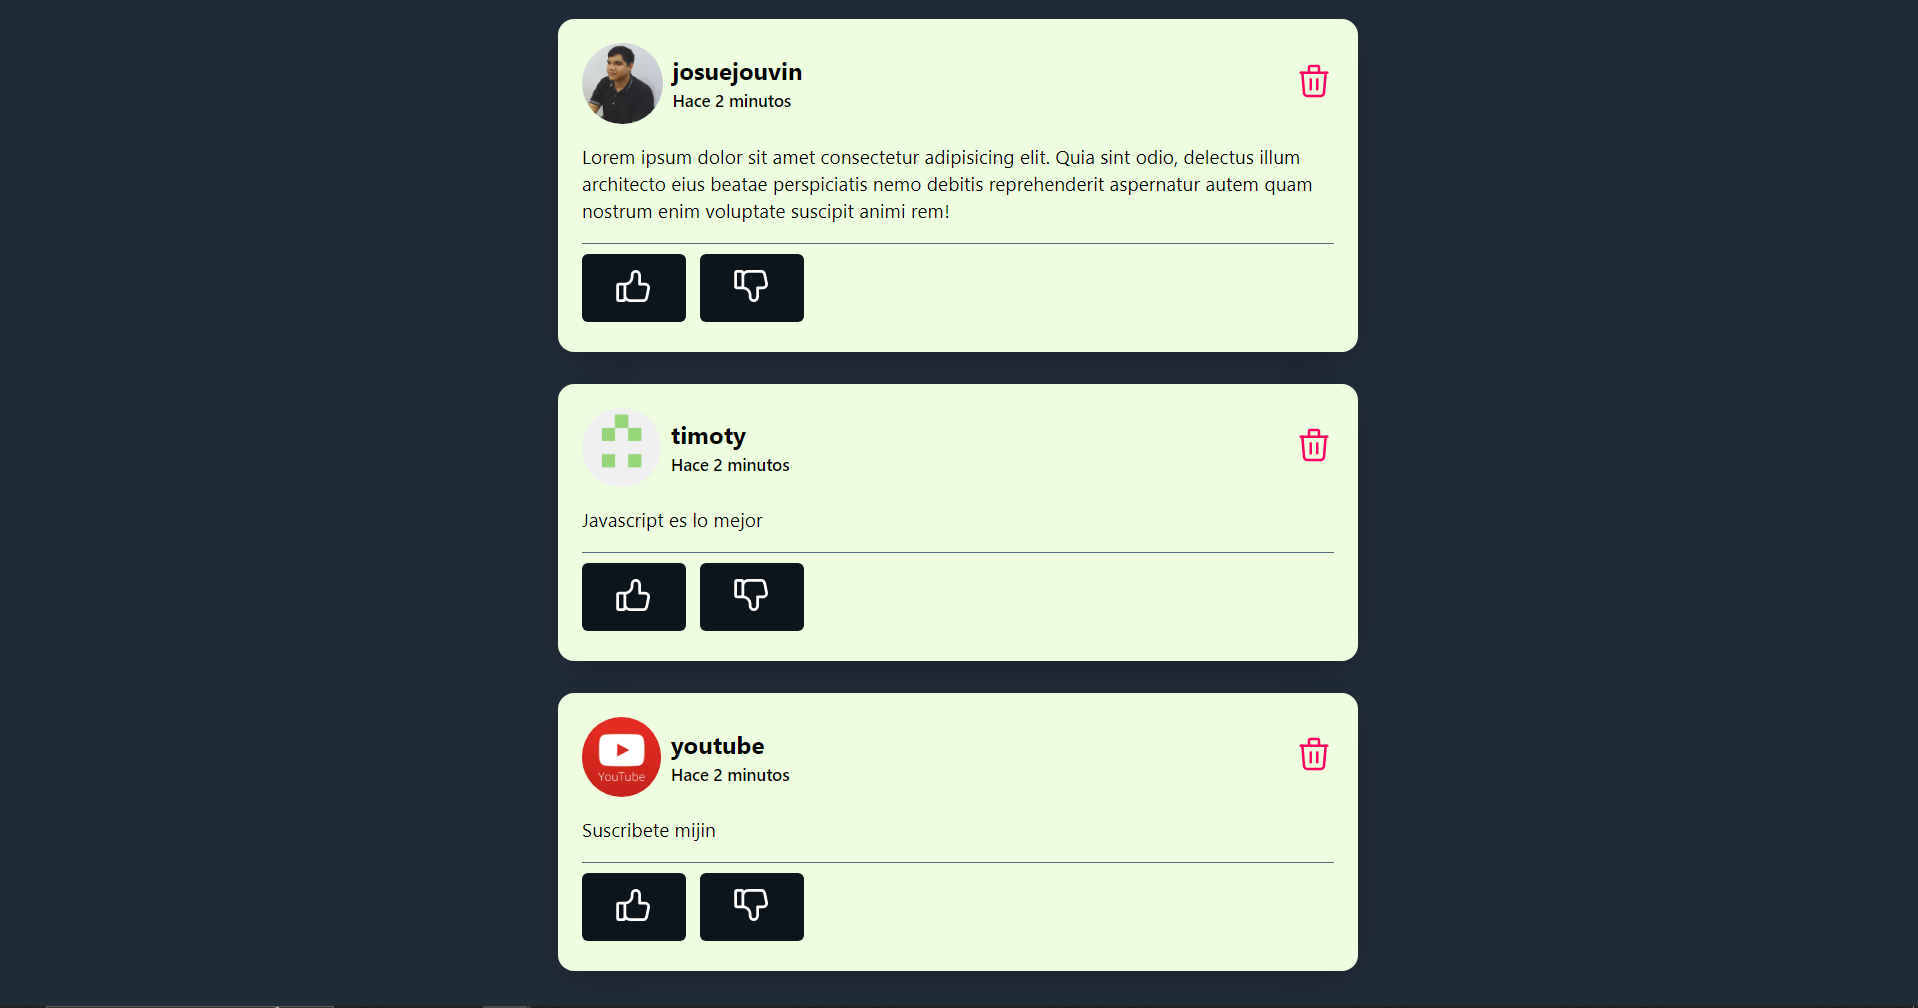 josuejouvin
Hace 2 minutos
Lorem ipsum dolor sit amet consectetur adipisicing elit. Quia sint odio, delectus illum
architecto eius beatae perspiciatis nemo debitis reprehenderit aspernatur autem quam
nostrum enim voluptate suscipit animi rem!
timoty
Hace 2 minutos
Javascript es lo mejor
YouTube
youtube
Hace 2 minutos
Suscribete mijin